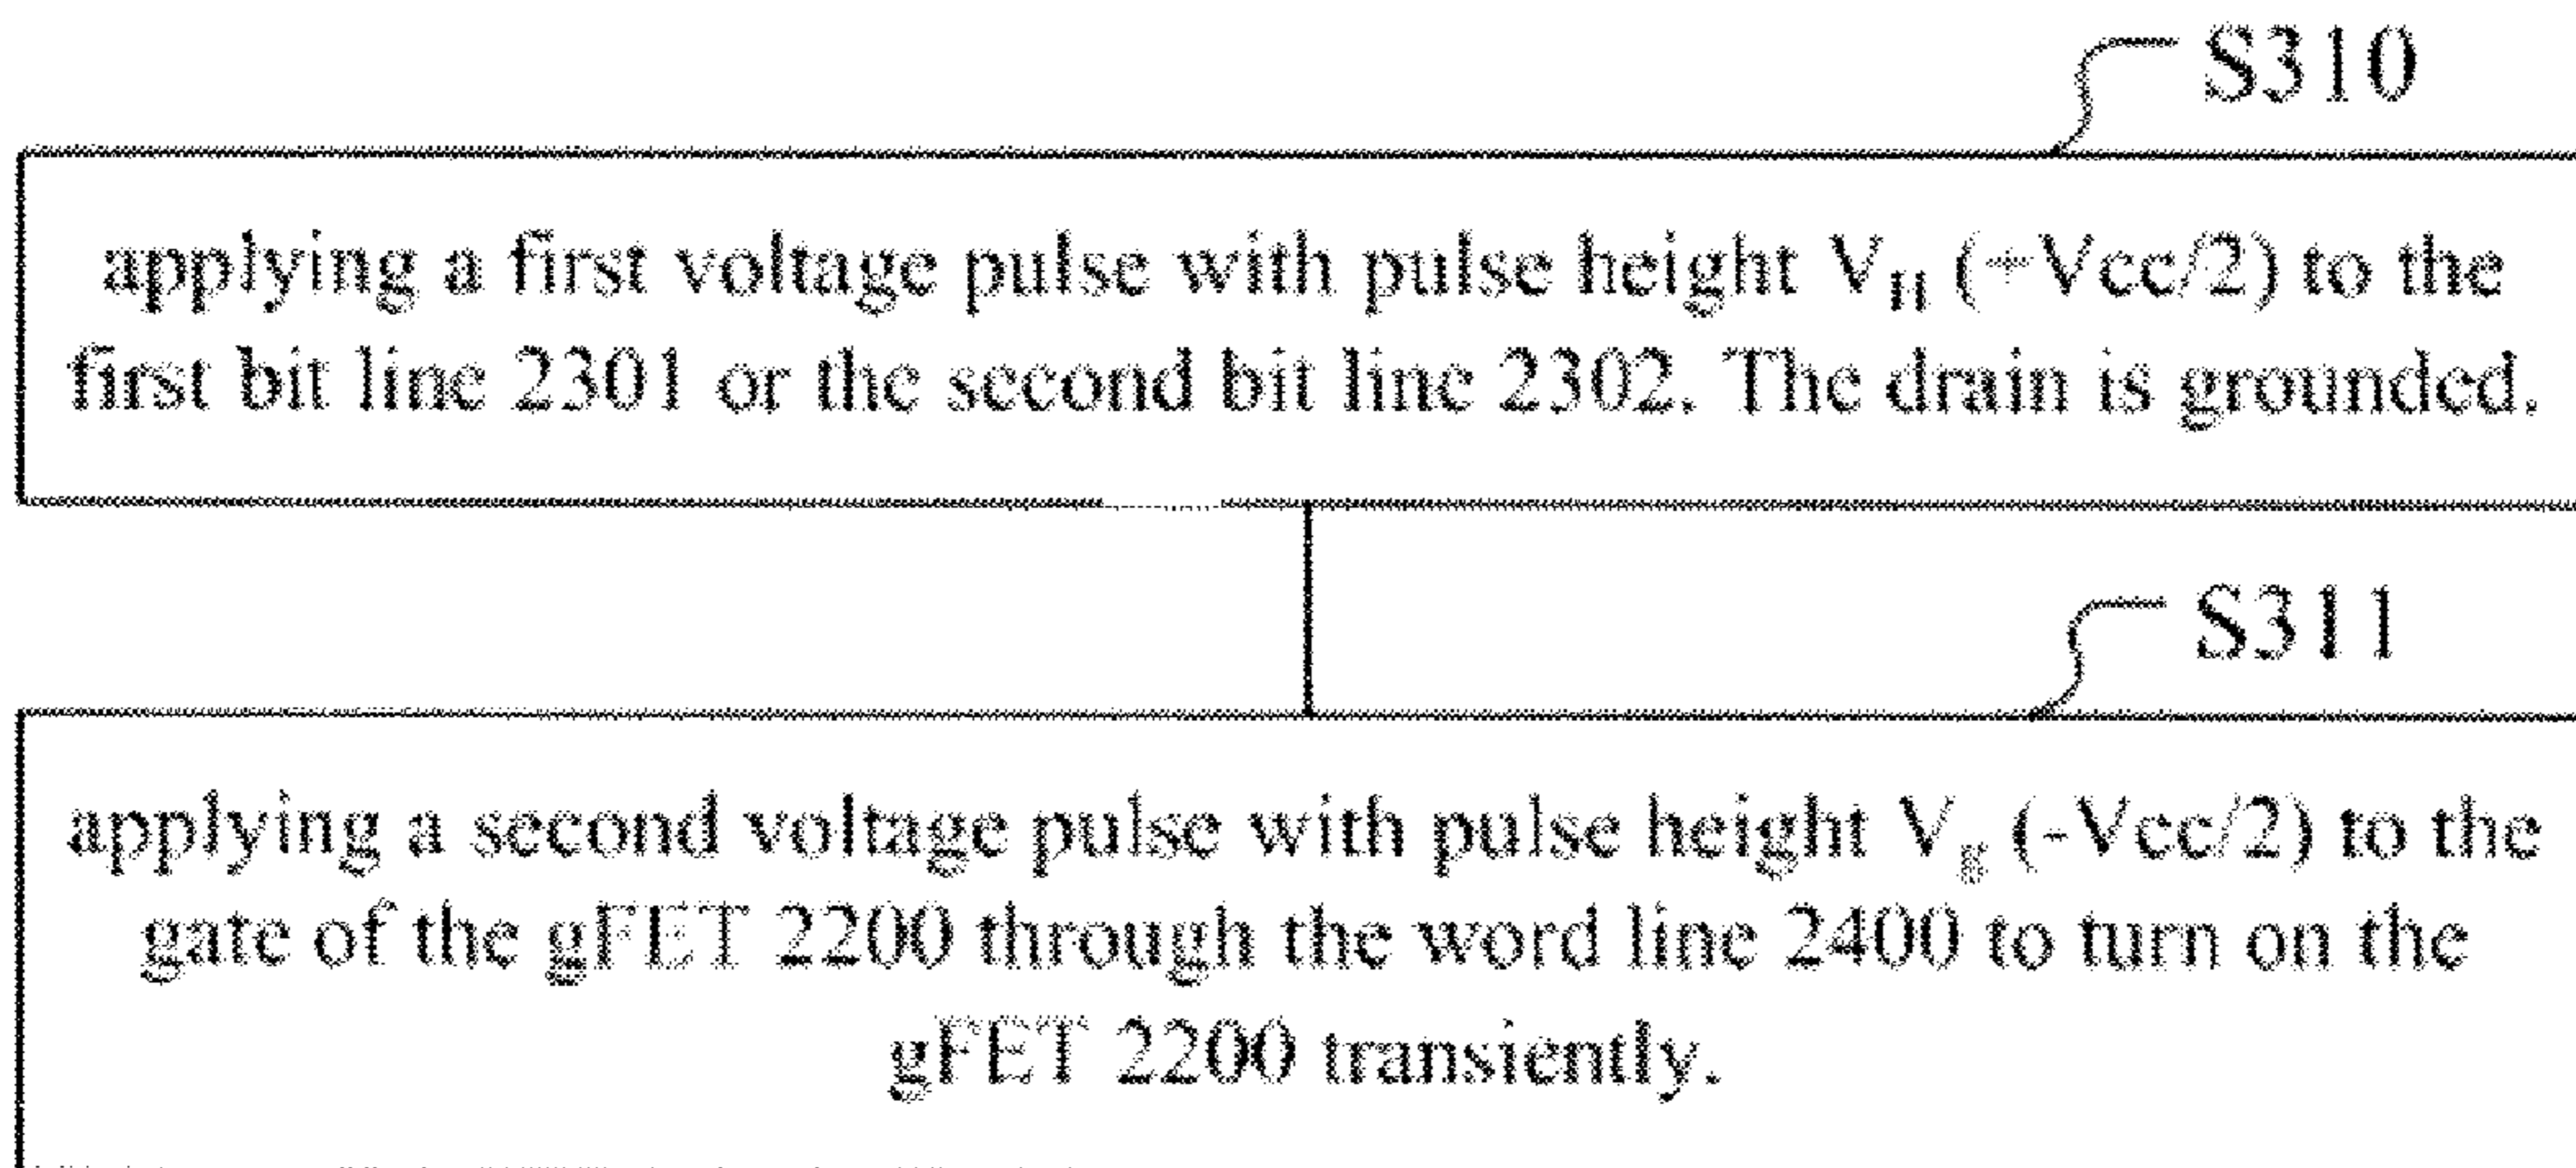 S310
applying a first voltage pulse with pulse height V_H (+Vcc/2) to the
first bit line 2301 or the second bit line 2302. The drain is grounded.
S311
applying a second voltage pulse with pulse height V_g (-Vcc/2) to the
gate of the gFET 2200 through the word line 2400 to turn on the
gFET 2200 transiently.